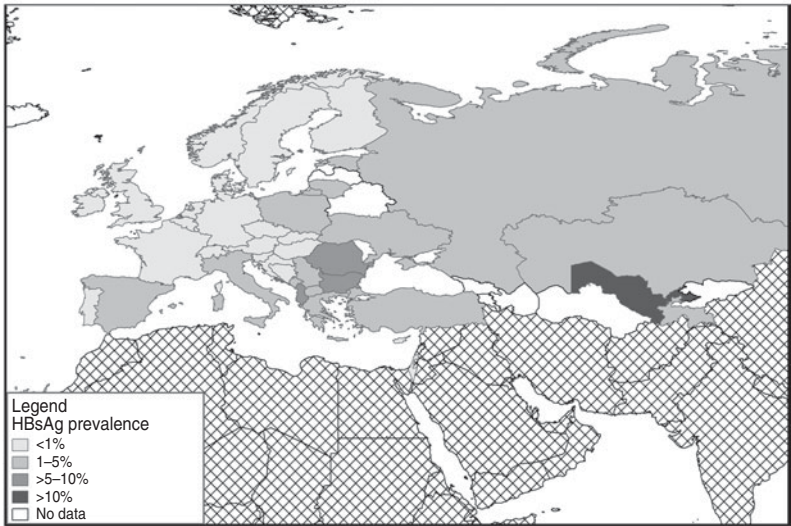 Legend
HBsAg prevalence
<1%
1–5%
>5–10%
>10%
No data